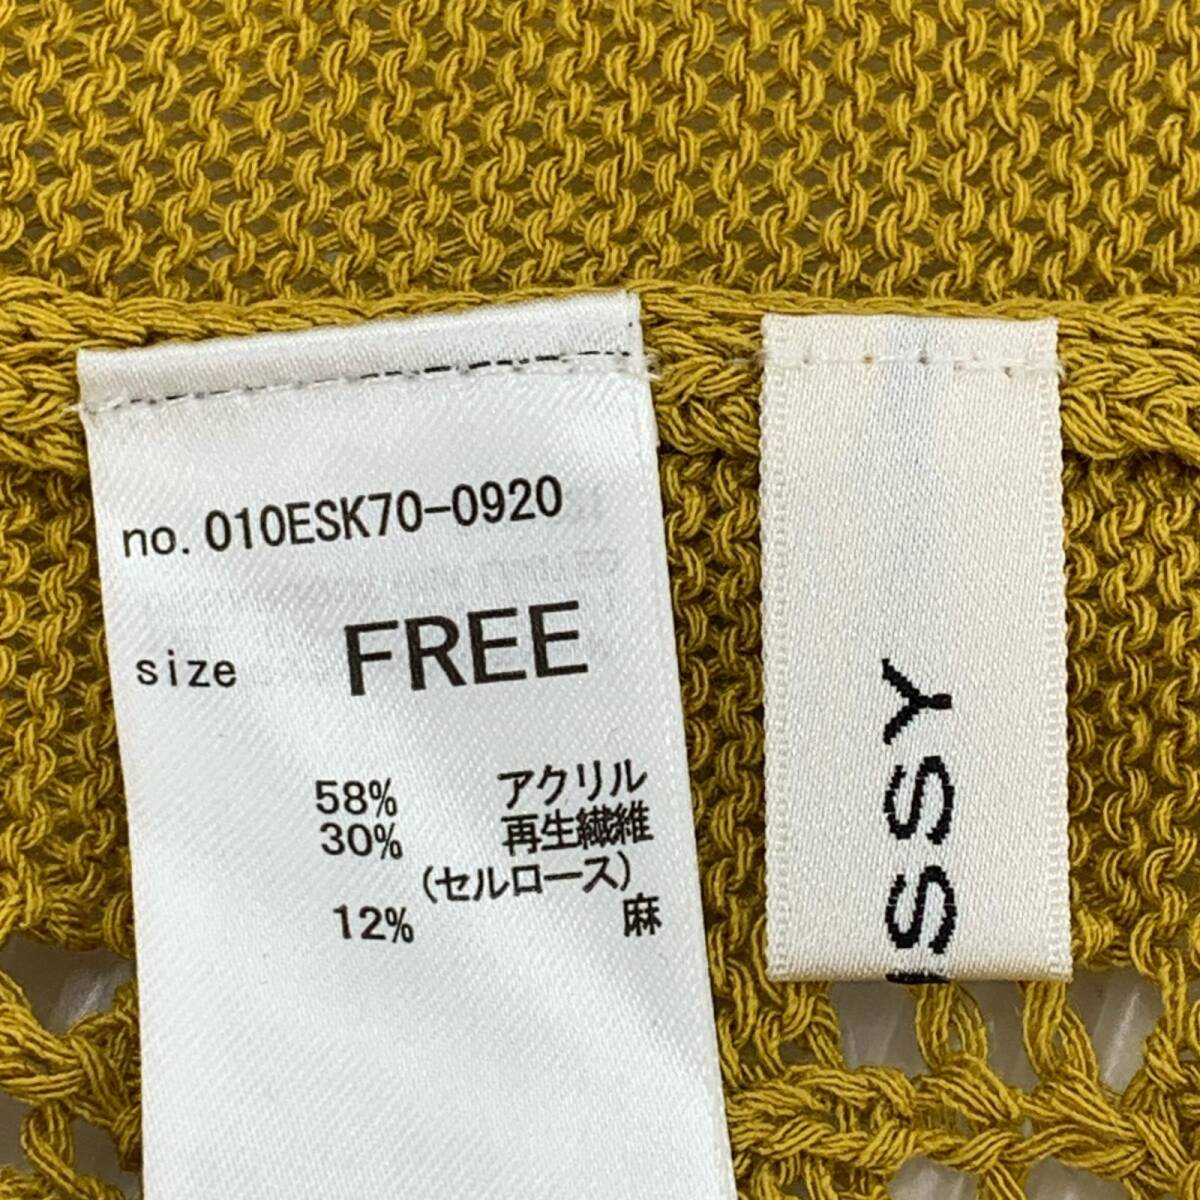 no. 010ESK70-0920
size FREE
58% アクリル
30% 再生繊維
(セルロース)
12% 麻
SSY